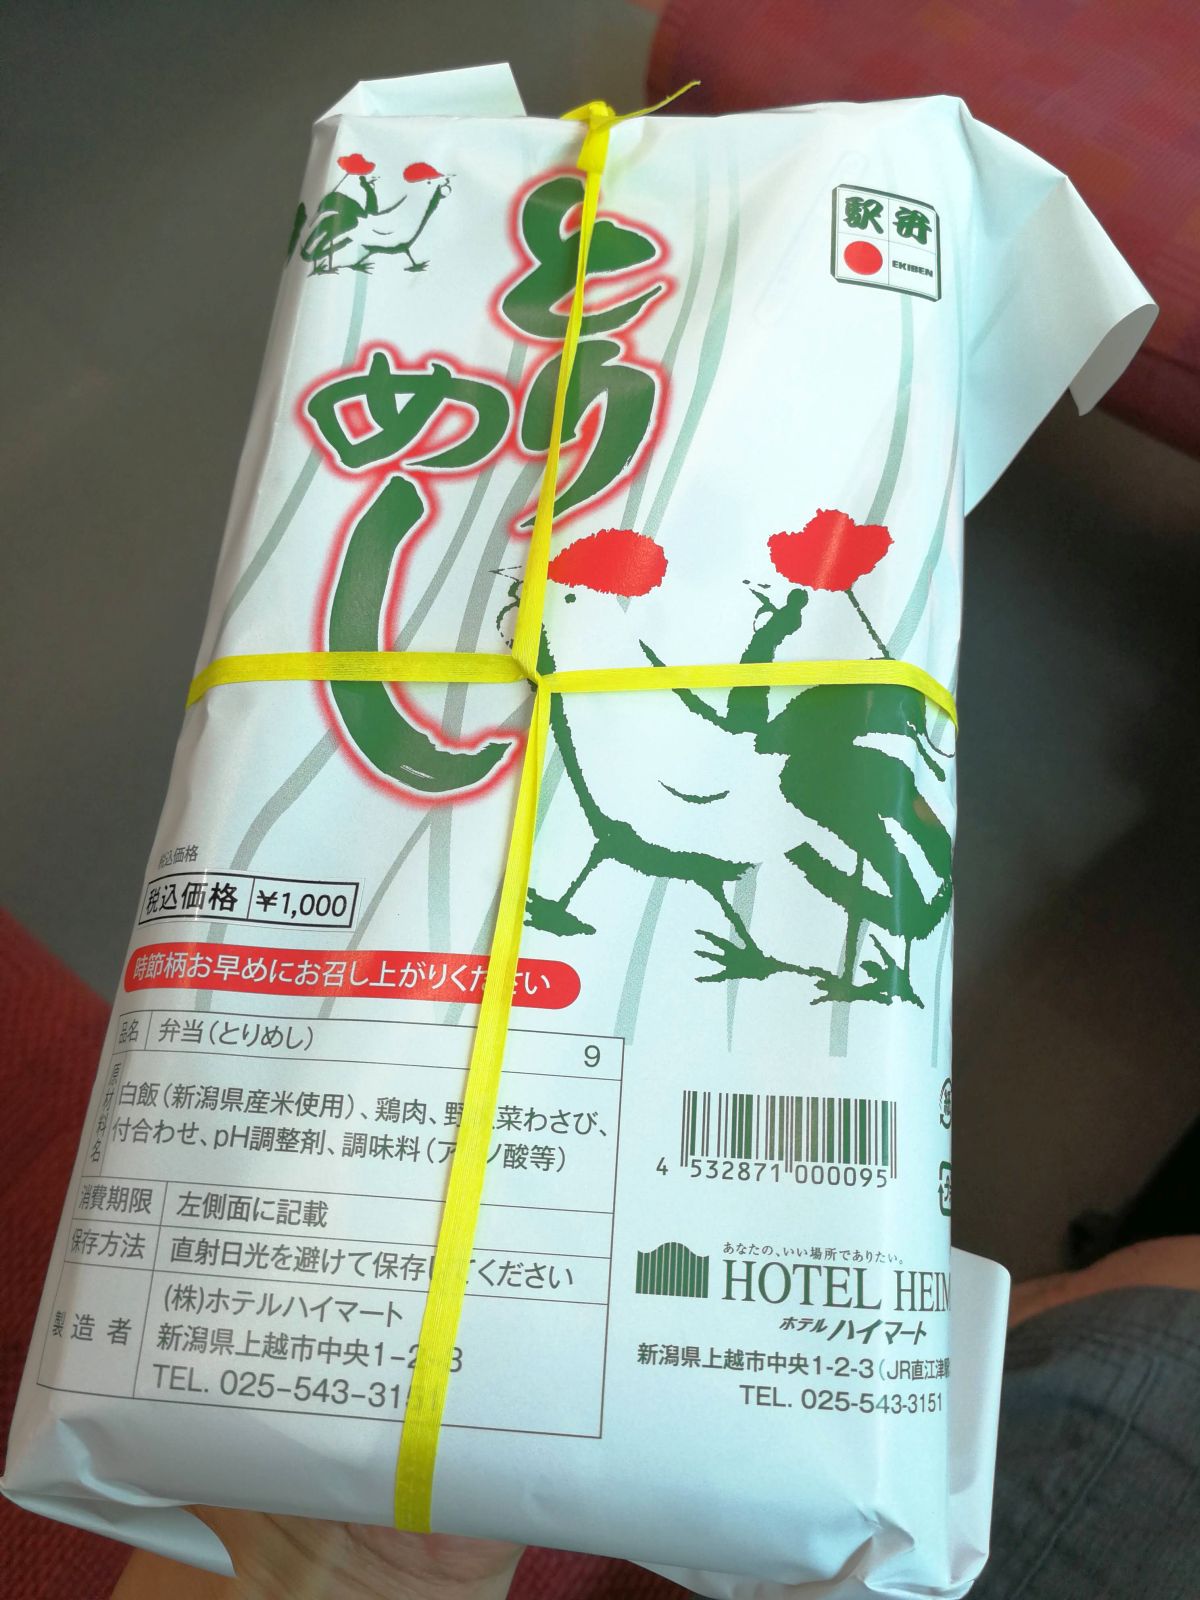 とり
めし
駅弁
EKIBEN
税込価格
税込価格 ¥1,000
時節柄お早めにお召し上がりください
品名 弁当(とりめし)
9
原材料名 白飯(新潟県産米使用)、鶏肉、野菜わさび、
付合わせ、pH調整剤、調味料(アミノ酸等)
消費期限 左側面に記載
保存方法 直射日光を避けて保存してください
製造者 (株)ホテルハイマート
新潟県上越市中央1-2-3
TEL. 025-543-3151
4 532871 000095
あなたの、いい場所でありたい。
HOTEL HEIM
ホテルハイマート
新潟県上越市中央1-2-3(JR直江津駅
TEL. 025-543-3151